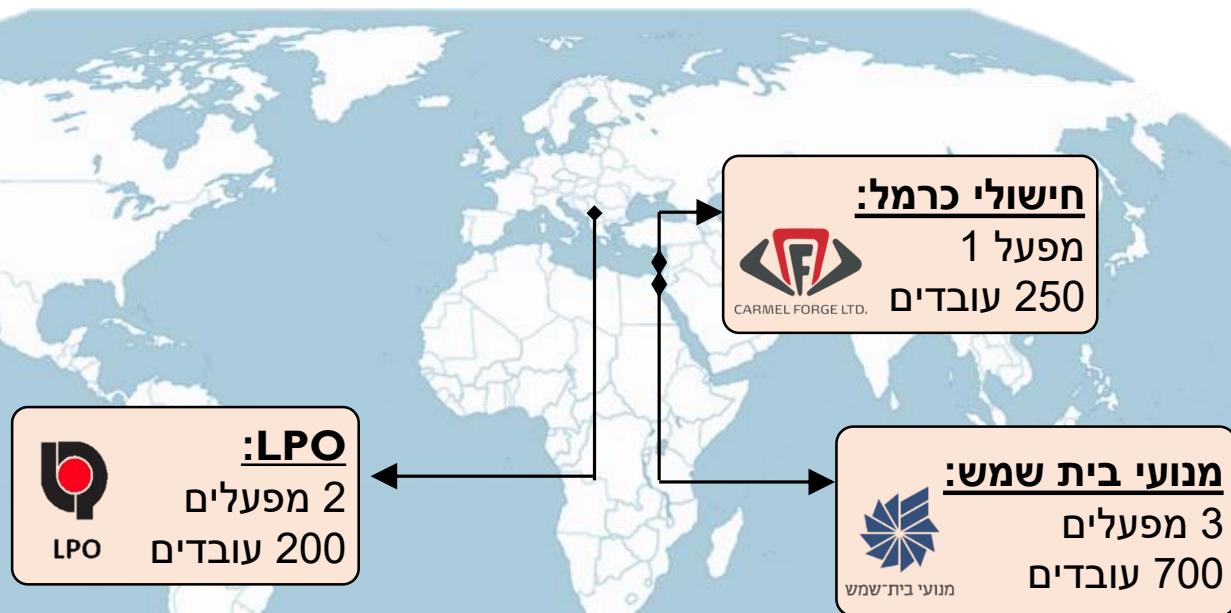 חישולי כרמל:
מפעל 1
250 עובדים
CARMEL FORGE LTD.
LPO:
2 מפעלים
200 עובדים
LPO
מנועי בית שמש:
3 מפעלים
700 עובדים
מנועי בית־שמש